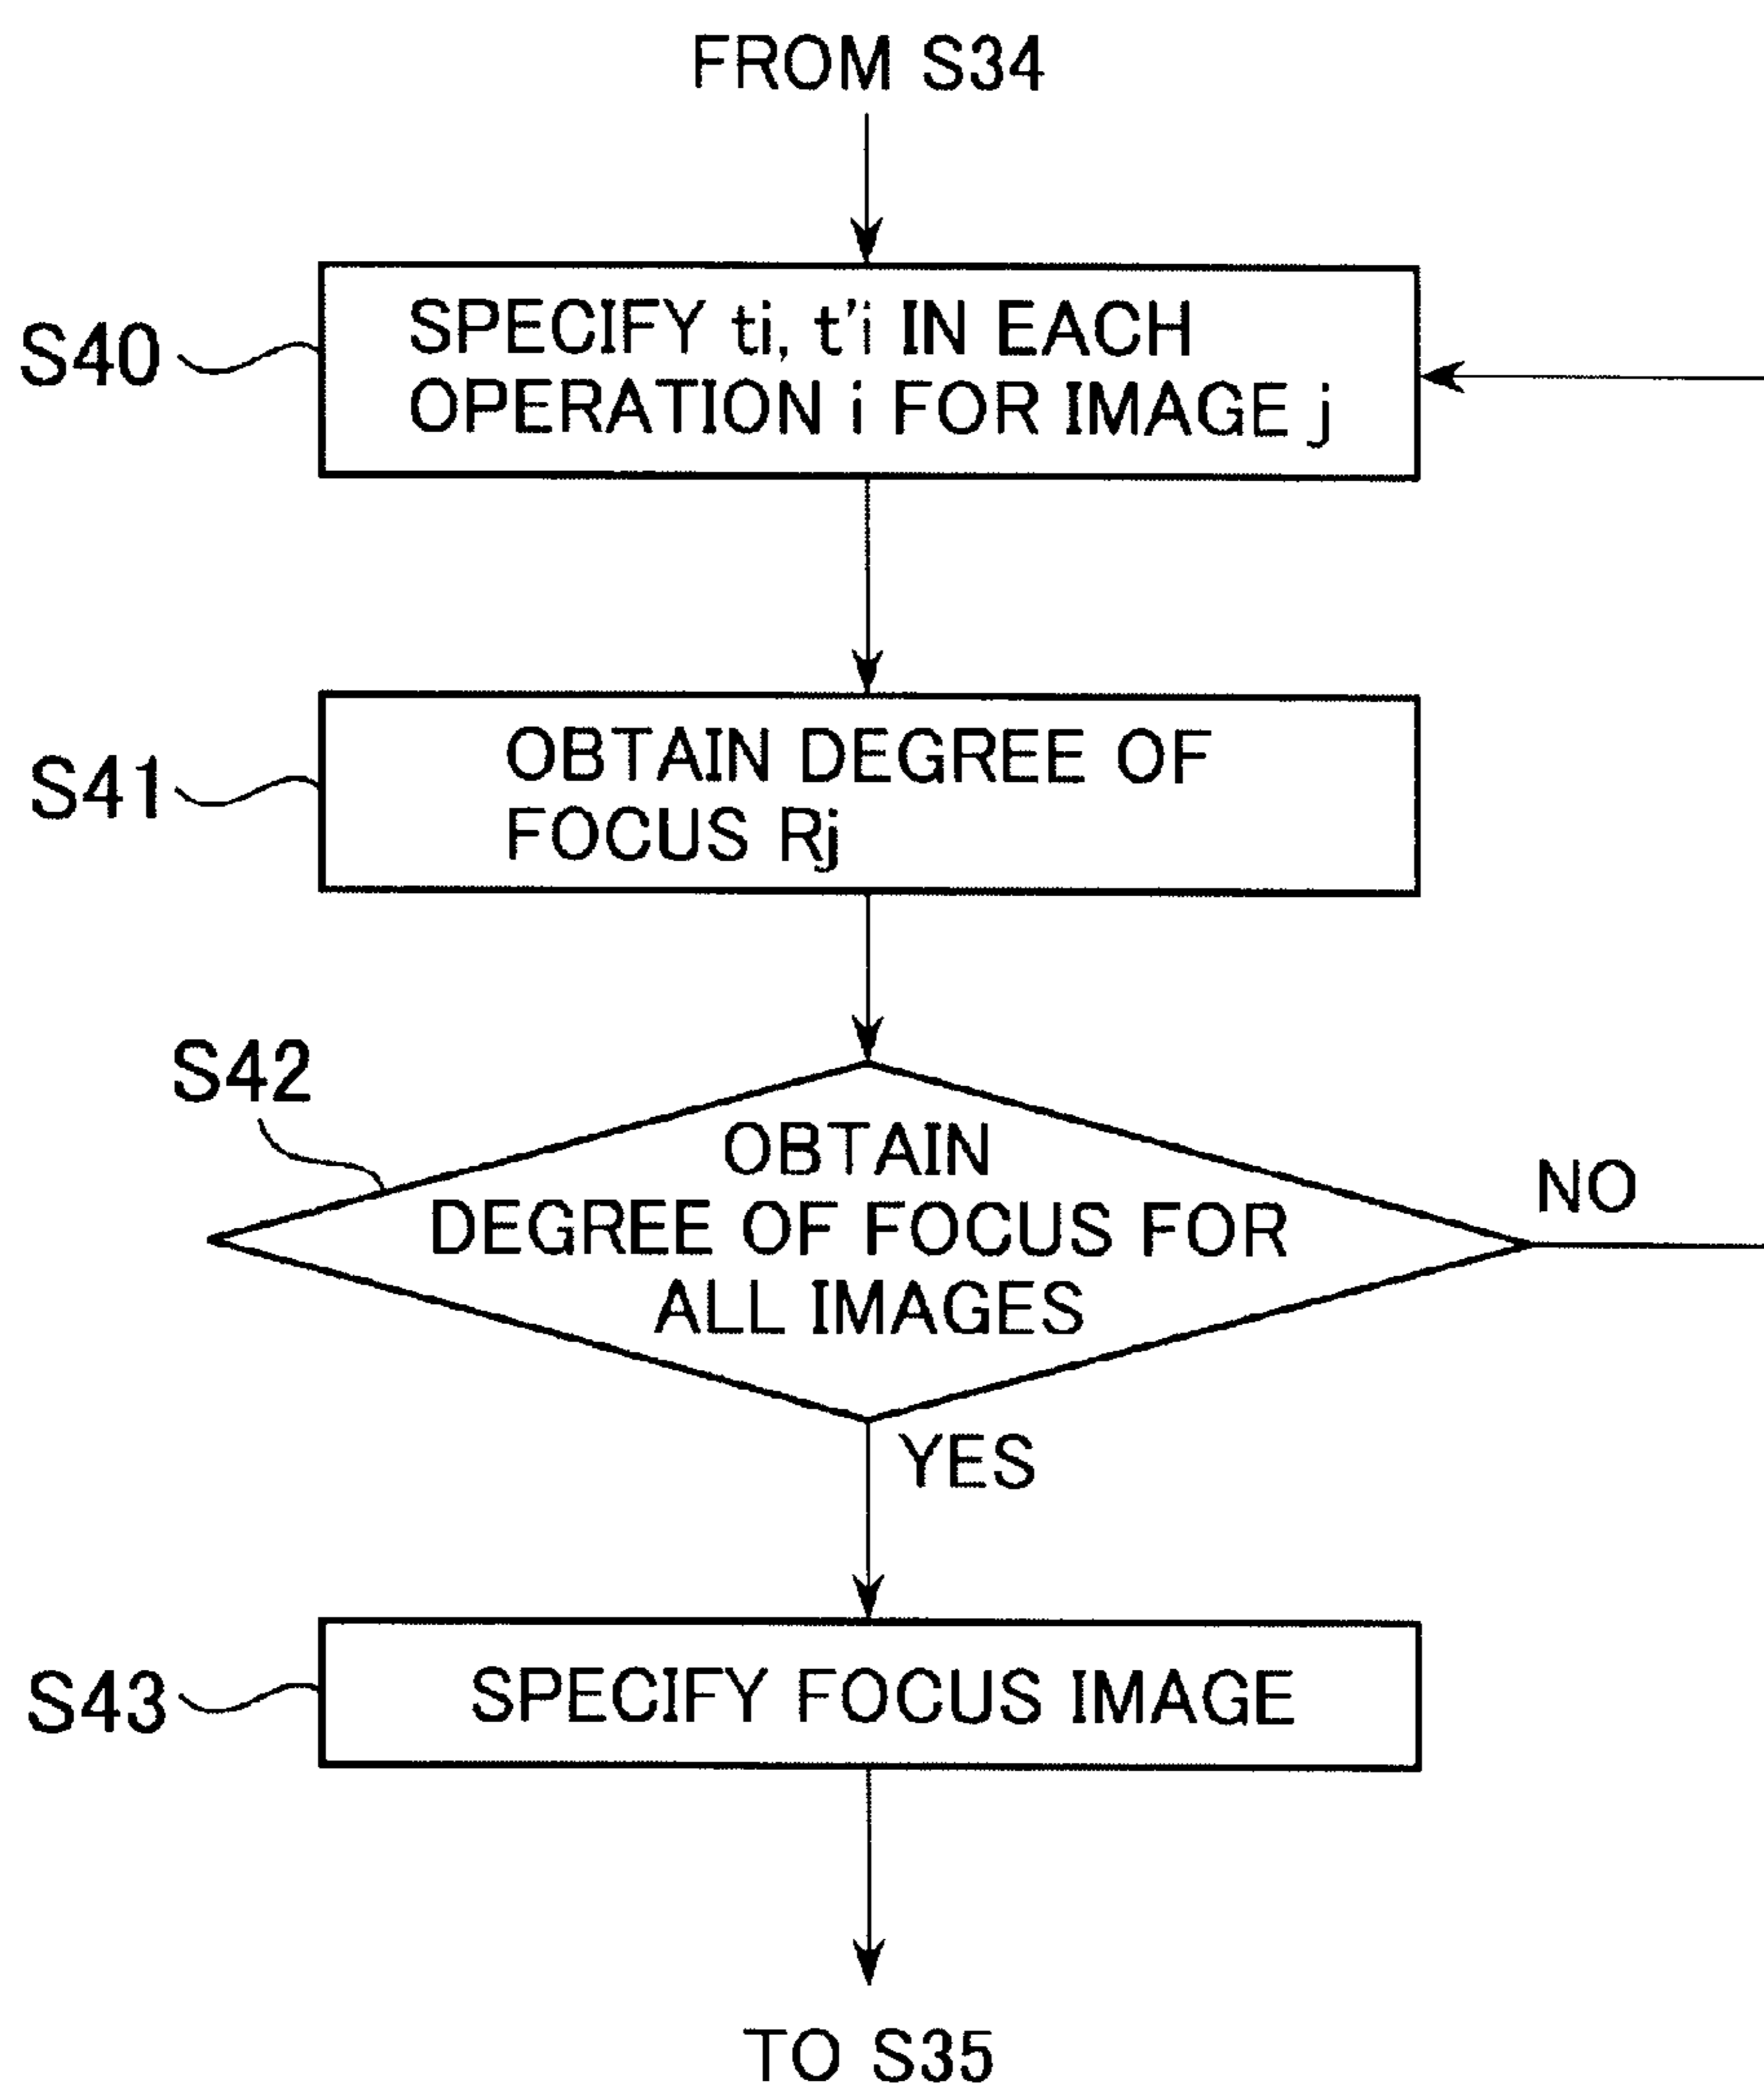 FROM S34
S40
SPECIFY ti, t'i IN EACH
OPERATION i FOR IMAGE j
S41
OBTAIN DEGREE OF
FOCUS Rj
S42
OBTAIN
DEGREE OF FOCUS FOR
ALL IMAGES
NO
YES
S43
SPECIFY FOCUS IMAGE
TO S35